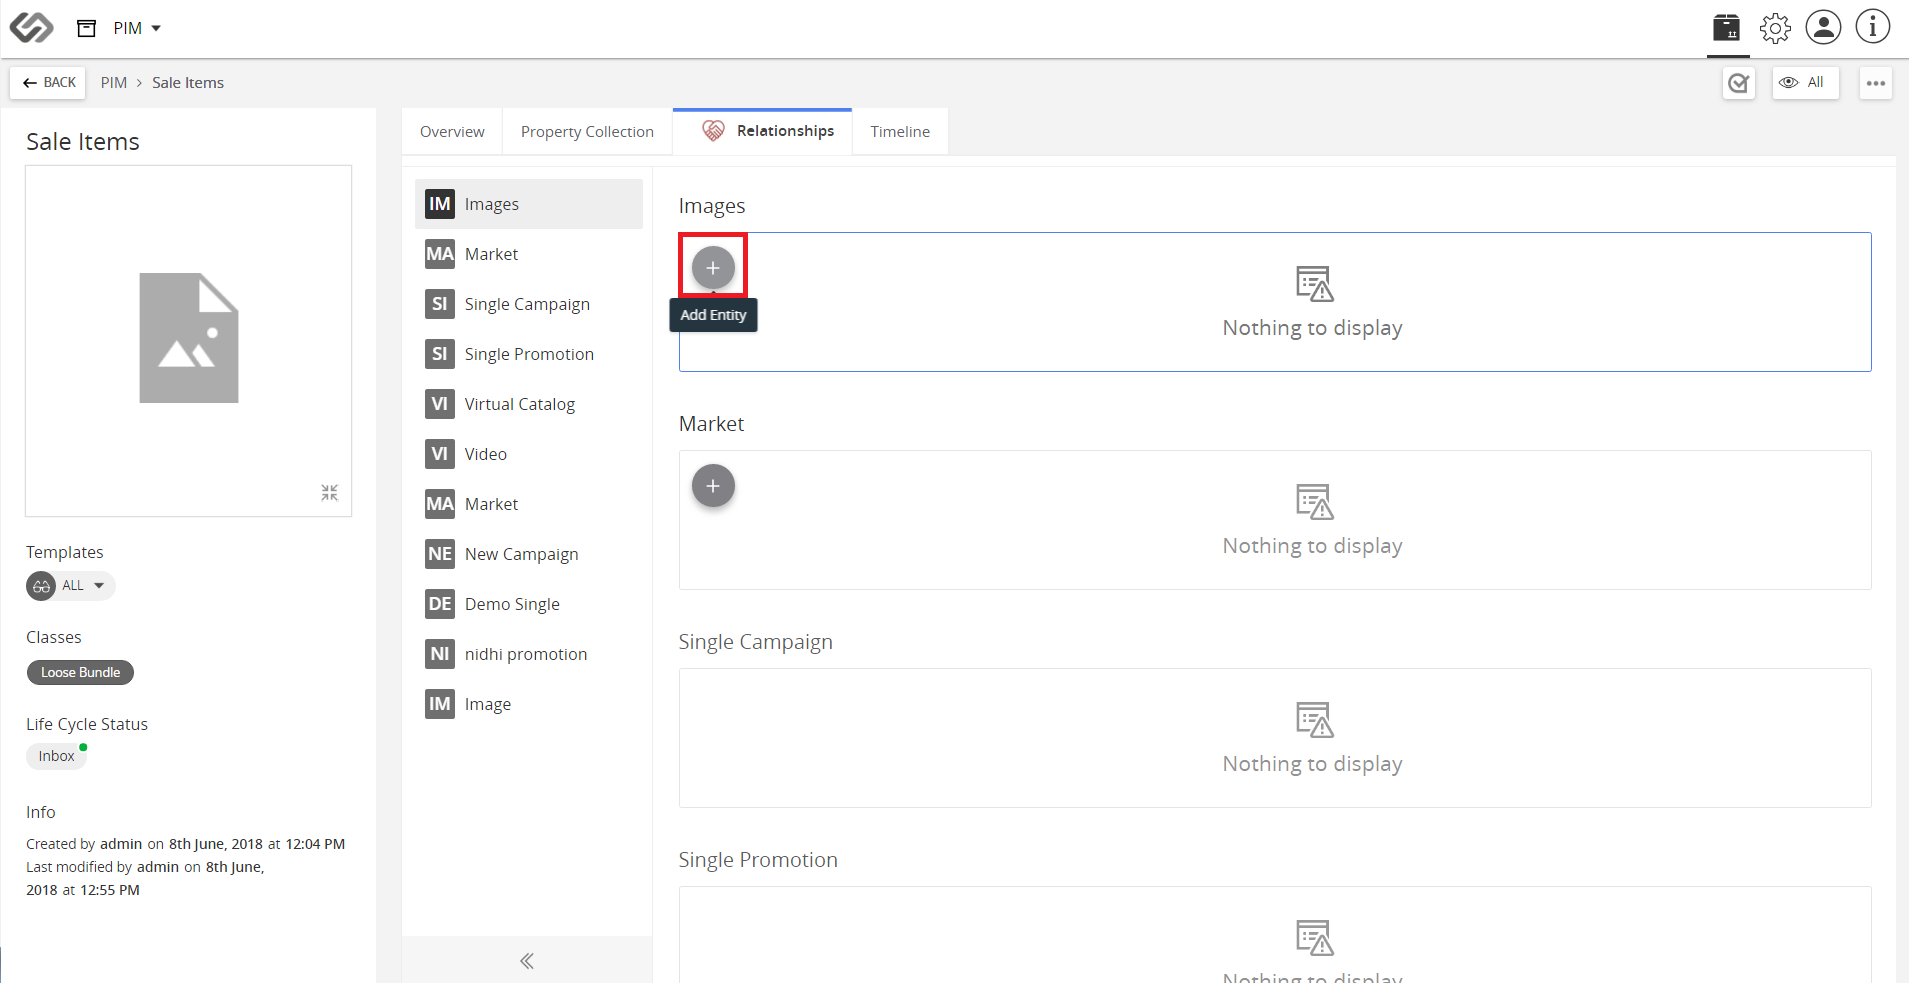 PIM
BACK PIM > Sale Items All
Sale Items
Templates
ALL
Classes
Loose Bundle
Life Cycle Status
Inbox
Info
Created by admin on 8th June, 2018 at 12:04 PM
Last modified by admin on 8th June,
2018 at 12:55 PM
Overview Property Collection Relationships Timeline
IM Images
MA Market
SI Single Campaign
SI Single Promotion
VI Virtual Catalog
VI Video
MA Market
NE New Campaign
DE Demo Single
NI nidhi promotion
IM Image
Images
Add Entity
Nothing to display
Market
Nothing to display
Single Campaign
Nothing to display
Single Promotion
Nothing to display